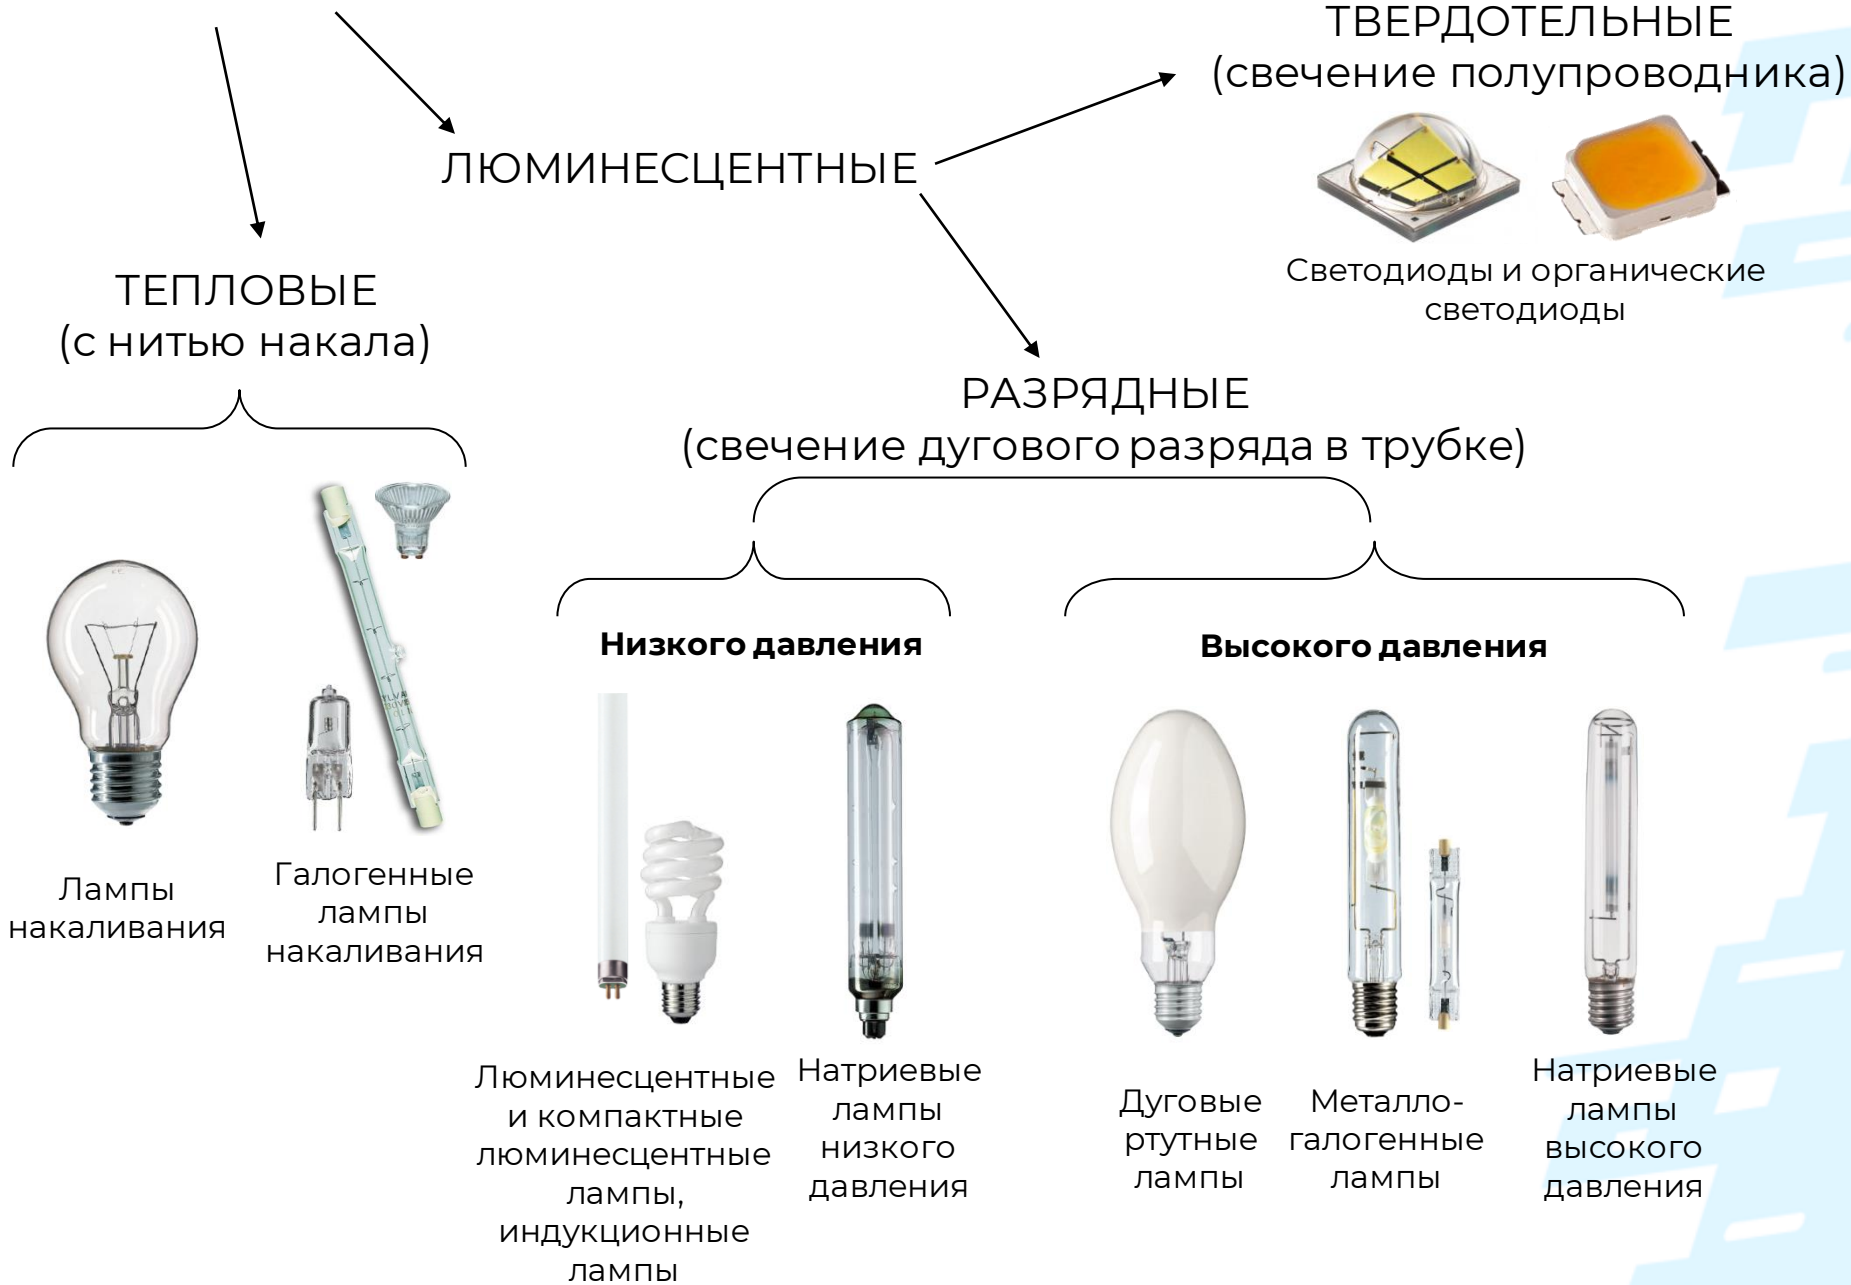 ТВЕРДОТЕЛЬНЫЕ
(свечение полупроводника)
Светодиоды и органические
светодиоды
ЛЮМИНЕСЦЕНТНЫЕ
ТЕПЛОВЫЕ
(с нитью накала)
РАЗРЯДНЫЕ
(свечение дугового разряда в трубке)
Низкого давления
Высокого давления
Лампы
накаливания
Галогенные
лампы
накаливания
Люминесцентные
и компактные
люминесцентные
лампы,
индукционные
лампы
Натриевые
лампы
низкого
давления
Дуговые
ртутные
лампы
Металло-
галогенные
лампы
Натриевые
лампы
высокого
давления